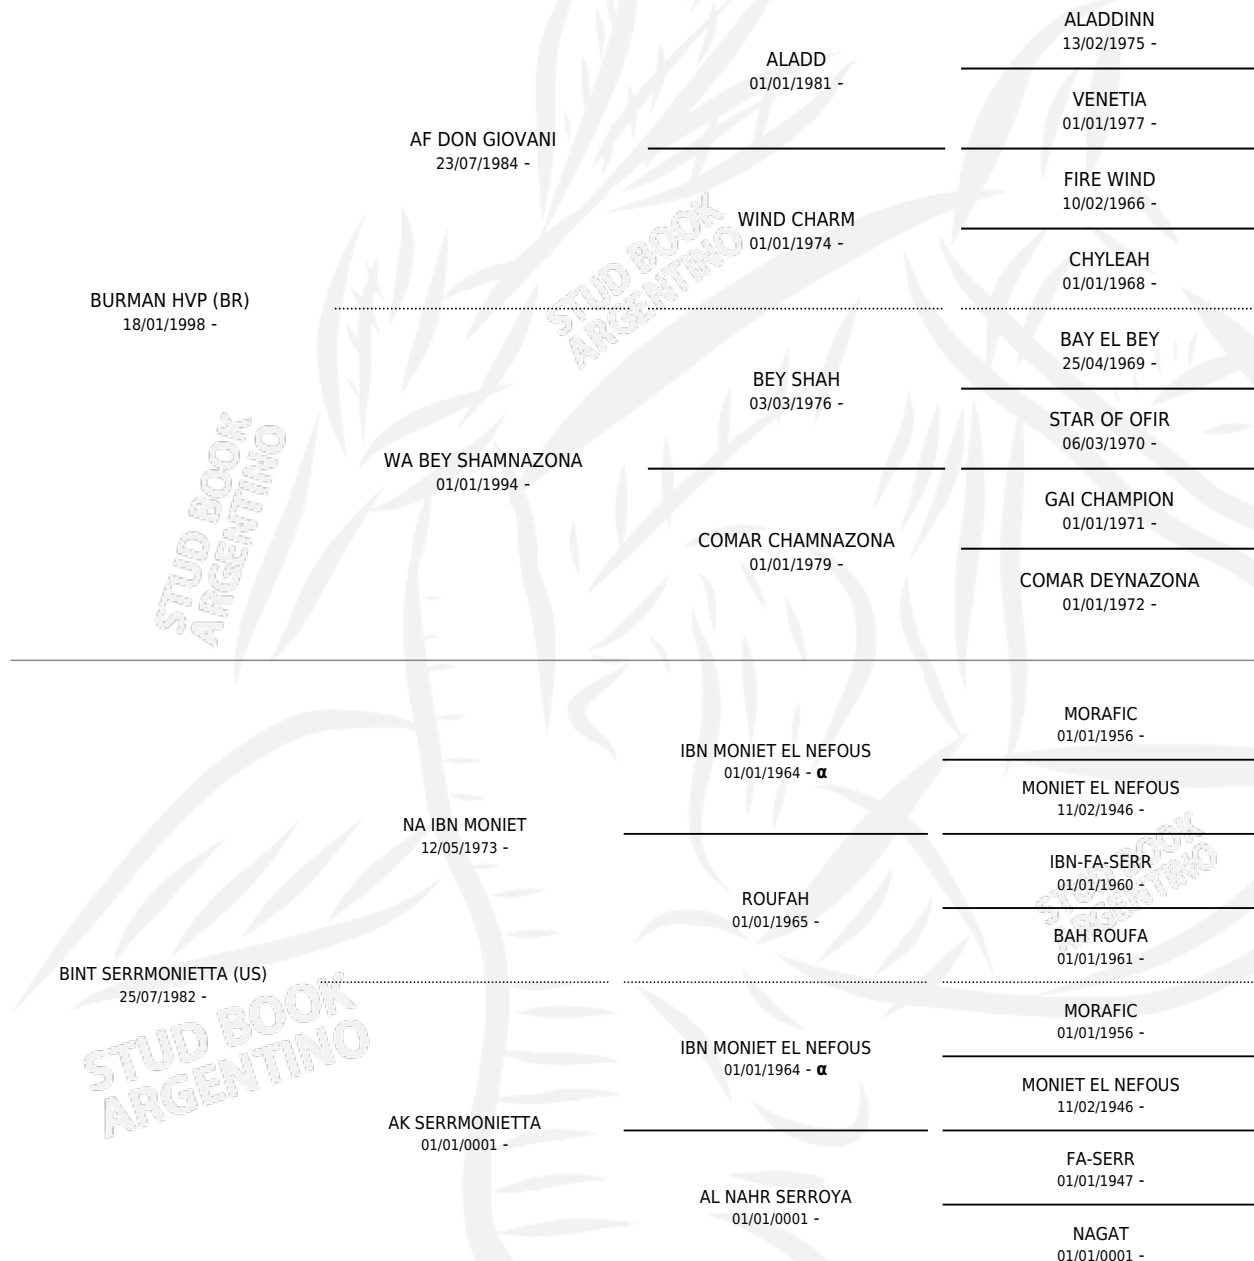 ALADDINN
13/02/1975 -
ALADD
01/01/1981 -
VENETIA
01/01/1977 -
AF DON GIOVANI
23/07/1984 -
FIRE WIND
10/02/1966 -
WIND CHARM
01/01/1974 -
CHYLEAH
01/01/1968 -
BURMAN HVP (BR)
18/01/1998 -
BAY EL BEY
25/04/1969 -
BEY SHAH
03/03/1976 -
STAR OF OFIR
06/03/1970 -
WA BEY SHAMNAZONA
01/01/1994 -
GAI CHAMPION
01/01/1971 -
COMAR CHAMNAZONA
01/01/1979 -
COMAR DEYNAZONA
01/01/1972 -
MORAFIC
01/01/1956 -
IBN MONIET EL NEFOUS
01/01/1964 - α
MONIET EL NEFOUS
11/02/1946 -
NA IBN MONIET
12/05/1973 -
IBN-FA-SERR
01/01/1960 -
ROUFAH
01/01/1965 -
BAH ROUFA
01/01/1961 -
BINT SERRMONIETTA (US)
25/07/1982 -
MORAFIC
01/01/1956 -
IBN MONIET EL NEFOUS
01/01/1964 - α
MONIET EL NEFOUS
11/02/1946 -
AK SERRMONIETTA
01/01/0001 -
FA-SERR
01/01/1947 -
AL NAHR SERROYA
01/01/0001 -
NAGAT
01/01/0001 -
STUD BOOK
ARGENTINO
STUD BOOK
ARGENTINO
STUD BOOK
ARGENTINO
STUD BOOK
ARGENTINO